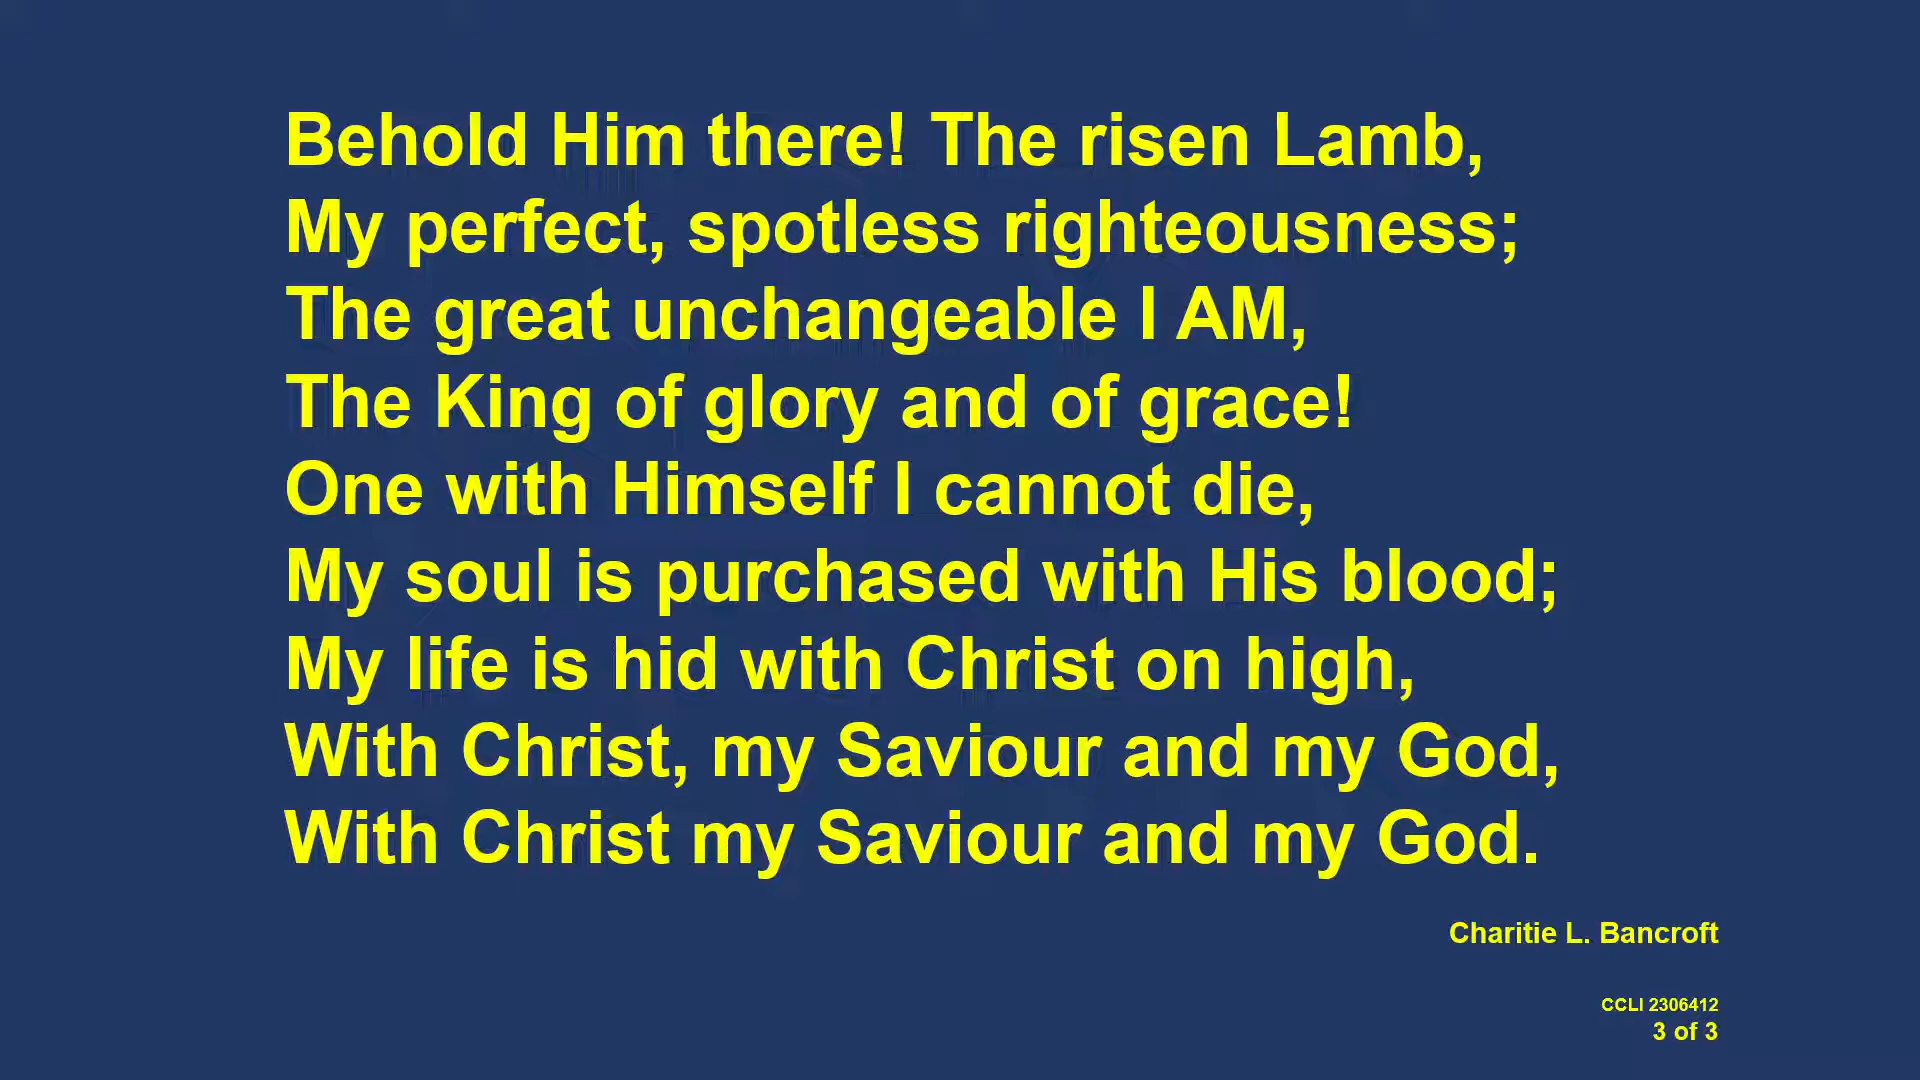 Behold Him there! The risen Lamb,
My perfect, spotless righteousness;
The great unchangeable I AM,
The King of glory and of grace!
One with Himself I cannot die,
My soul is purchased with His blood;
My life is hid with Christ on high,
With Christ, my Saviour and my God,
With Christ my Saviour and my God.
Charitie L. Bancroft
CCLI 2306412
3 of 3